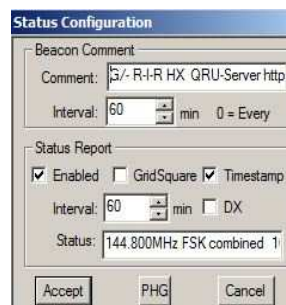 Status Configuration
Beacon Comment
Comment: G/- R-I-R HX QRU-Server http
Interval: 60 min 0 = Every
Status Report
Enabled GridSquare Timestamp
Interval: 60 min DX
Status: 144.800MHz FSK combined
Accept PHG Cancel